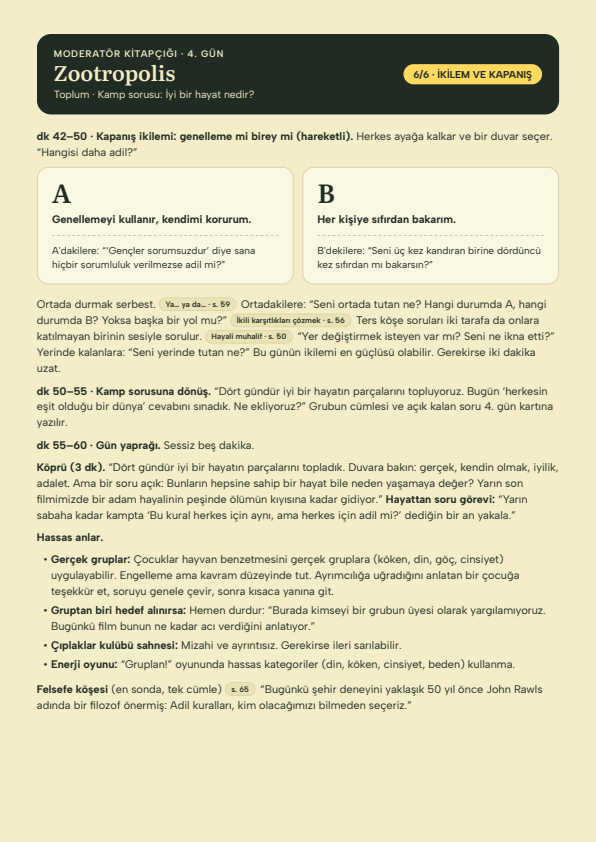 MODERATÖR KİTAPÇIĞI · 4. GÜN
Zootropolis
Toplum · Kamp sorusu: İyi bir hayat nedir?
6/6 · İKİLEM VE KAPANIŞ
dk 42–50 · Kapanış ikilemi: genelleme mi birey mi (hareketli). Herkes ayağa kalkar ve bir duvar seçer.
“Hangisi daha adil?”
A
Genellemeyi kullanır, kendimi korurum.
A’dakilere: “‘Gençler sorumsuzdur’ diye sana
hiçbir sorumluluk verilmezse adil mi?”
B
Her kişiye sıfırdan bakarım.
B’dekilere: “Seni üç kez kandıran birine dördüncü
kez sıfırdan mı bakarsın?”
Ortada durmak serbest. Ya… ya da… · s. 59 Ortadakilere: “Seni ortada tutan ne? Hangi durumda A, hangi
durumda B? Yoksa başka bir yol mu?” İkili karşıtlıkları çözmek · s. 56 Ters köşe soruları iki tarafa da onlara
katılmayan birinin sesiyle sorulur. Hayali muhalif · s. 50 “Yer değiştirmek isteyen var mı? Seni ne ikna etti?”
Yerinde kalanlara: “Seni yerinde tutan ne?” Bu günün ikilemi en güçlüsü olabilir. Gerekirse iki dakika
uzat.
dk 50–55 · Kamp sorusuna dönüş. “Dört gündür iyi bir hayatın parçalarını topluyoruz. Bugün ‘herkesin
eşit olduğu bir dünya’ cevabını sınadık. Ne ekliyoruz?” Grubun cümlesi ve açık kalan soru 4. gün kartına
yazılır.
dk 55–60 · Gün yaprağı. Sessiz beş dakika.
Köprü (3 dk). “Dört gündür iyi bir hayatın parçalarını topladık. Duvara bakın: gerçek, kendin olmak, iyilik,
adalet. Ama bir soru açık: Bunların hepsine sahip bir hayat bile neden yaşamaya değer? Yarın son
filmimizde bir adam hayalinin peşinde ölümün kıyısına kadar gidiyor.” Hayattan soru görevi: “Yarın
sabaha kadar kampta ‘Bu kural herkes için aynı, ama herkes için adil mi?’ dediğin bir an yakala.”
Hassas anlar.
• Gerçek gruplar: Çocuklar hayvan benzetmesini gerçek gruplara (köken, din, göç, cinsiyet)
uygulayabilir. Engelleme ama kavram düzeyinde tut. Ayrımcılığa uğradığını anlatan bir çocuğa
teşekkür et, soruyu genele çevir, sonra kısaca yanına git.
• Gruptan biri hedef alınırsa: Hemen durdur: “Burada kimseyi bir grubun üyesi olarak yargılamıyoruz.
Bugünkü film bunun ne kadar acı verdiğini anlatıyor.”
• Çıplaklar kulübü sahnesi: Mizahi ve ayrıntısız. Gerekirse ileri sarılabilir.
• Enerji oyunu: “Gruplan!” oyununda hassas kategoriler (din, köken, cinsiyet, beden) kullanma.
Felsefe köşesi (en sonda, tek cümle) s. 65 “Bugünkü şehir deneyini yaklaşık 50 yıl önce John Rawls
adında bir filozof önermiş: Adil kuralları, kim olacağımızı bilmeden seçeriz.”